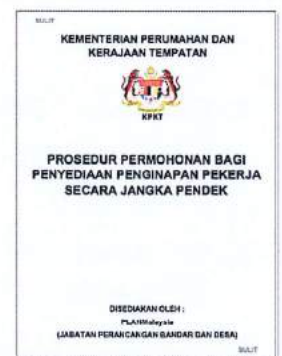 SULIT
KEMENTERIAN PERUMAHAN DAN
KERAJAAN TEMPATAN
KPKT
PROSEDUR PERMOHONAN BAGI
PENYEDIAAN PENGINAPAN PEKERJA
SECARA JANGKA PENDEK
DISEDIAKAN OLEH :
PLANMalaysia
(JABATAN PERANCANGAN BANDAR DAN DESA)
SULIT